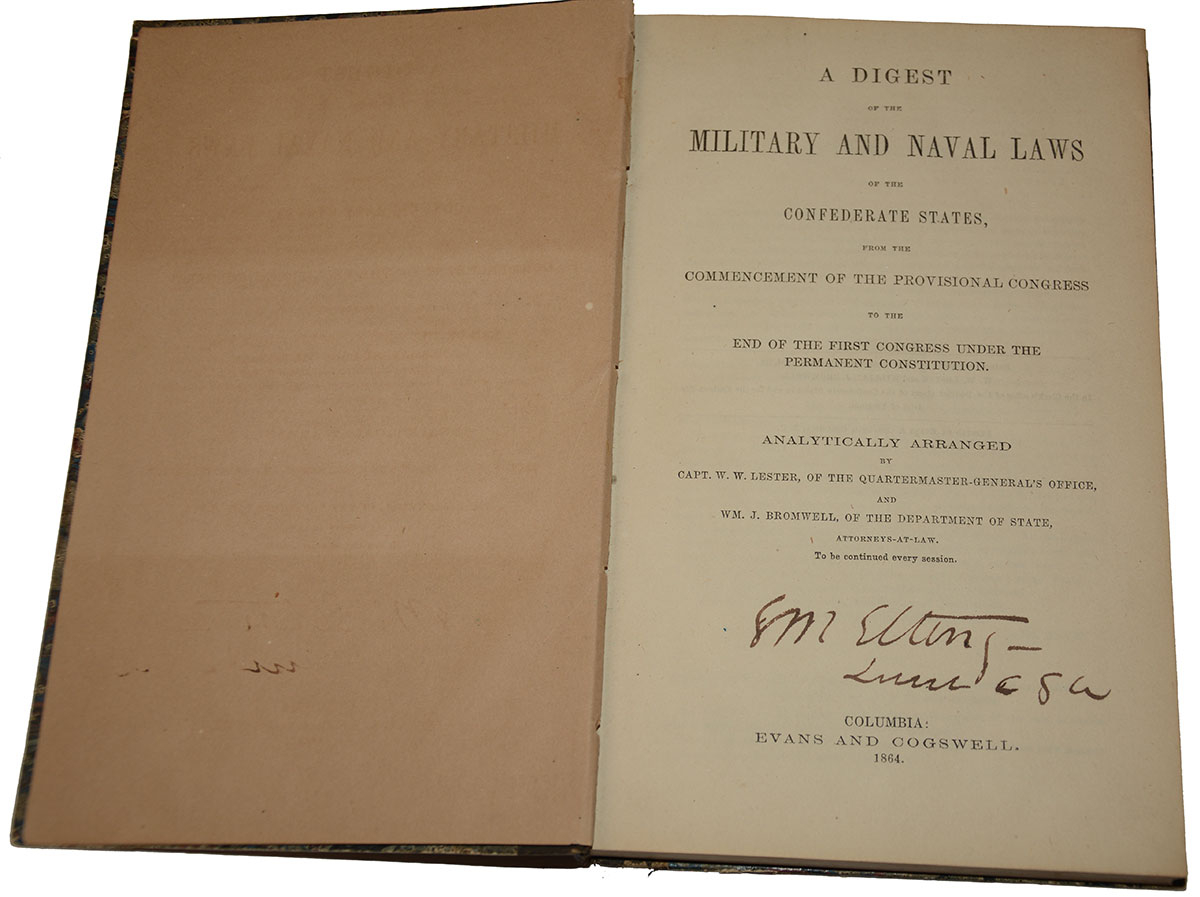 A DIGEST
OF THE
MILITARY AND NAVAL LAWS
OF THE
CONFEDERATE STATES,
FROM THE
COMMENCEMENT OF THE PROVISIONAL CONGRESS
TO THE
END OF THE FIRST CONGRESS UNDER THE
PERMANENT CONSTITUTION.
ANALYTICALLY ARRANGED
BY
CAPT. W. W. LESTER, OF THE QUARTERMASTER-GENERAL'S OFFICE,
AND
WM. J. BROMWELL, OF THE DEPARTMENT OF STATE,
ATTORNEYS-AT-LAW.
To be continued every session.
Elting
C S A
COLUMBIA:
EVANS AND COGSWELL.
1864.